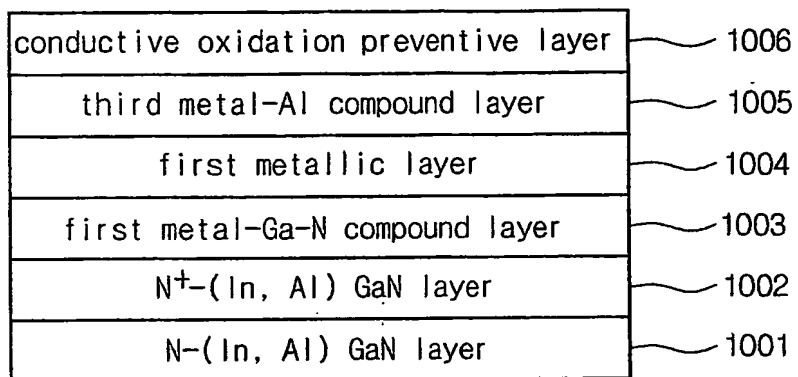 conductive oxidation preventive layer 1006
third metal-Al compound layer 1005
first metallic layer 1004
first metal-Ga-N compound layer 1003
N⁺-(In, Al) GaN layer 1002
N-(In, Al) GaN layer 1001